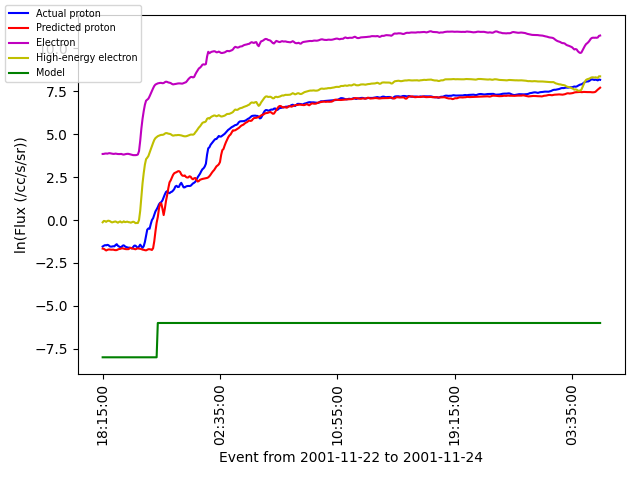 Actual proton
Predicted proton
Electron
High-energy electron
Model
10.0
7.5
5.0
2.5
0.0
−2.5
−5.0
−7.5
ln(Flux (/cc/s/sr))
18:15:00
02:35:00
10:55:00
19:15:00
03:35:00
Event from 2001-11-22 to 2001-11-24